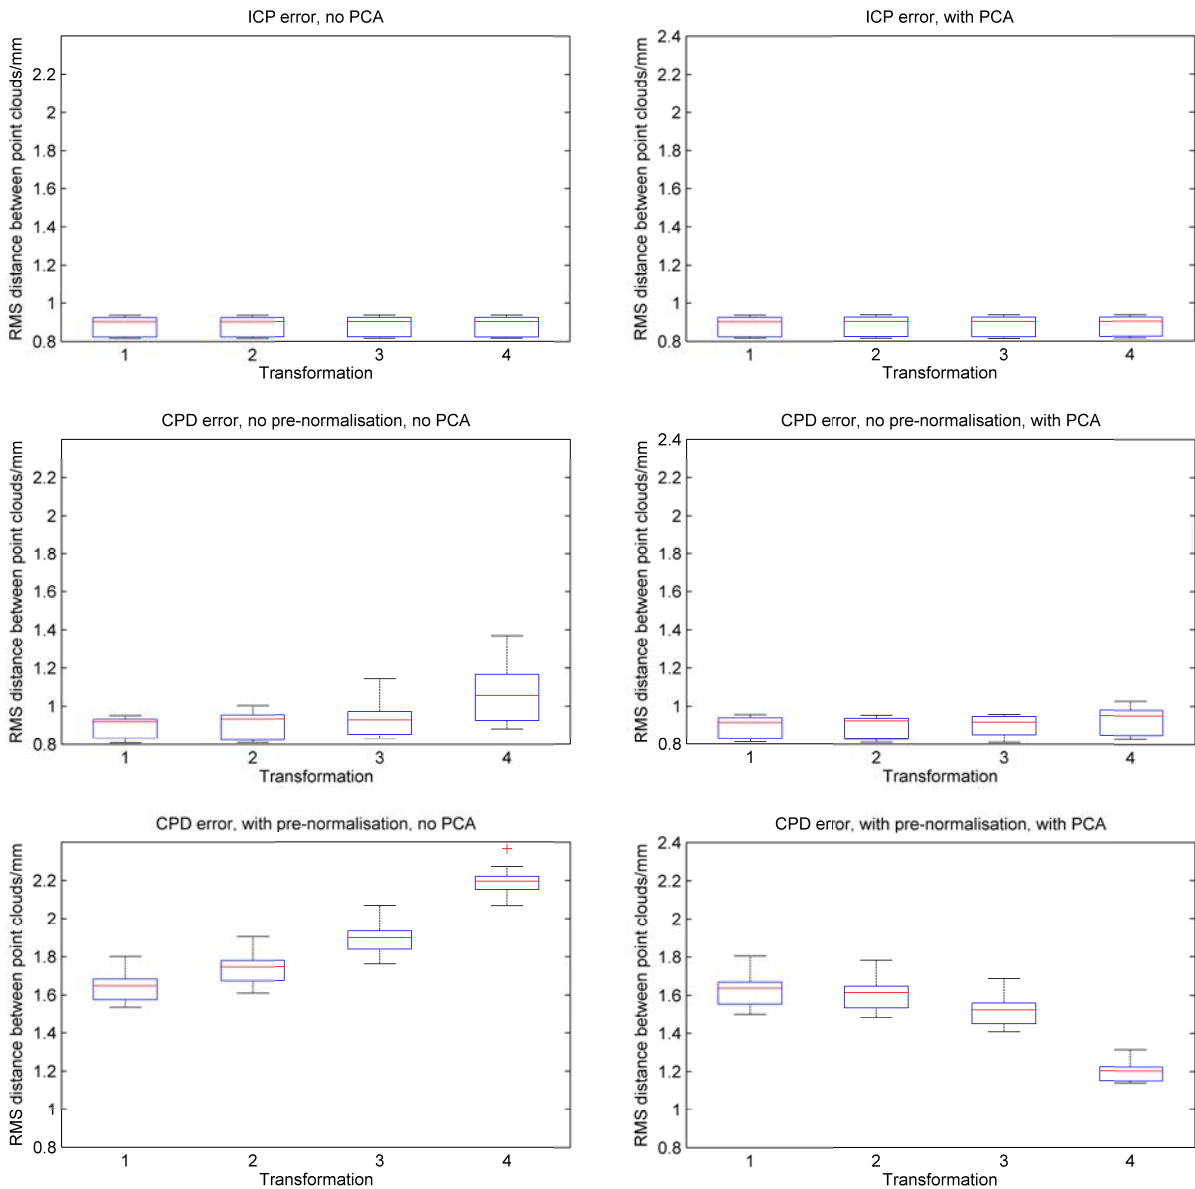 ICP error, no PCA
RMS distance between point clouds/mm
2.2
2
1.8
1.6
1.4
1.2
1
0.8
1 2 3 4
Transformation
ICP error, with PCA
RMS distance between point clouds/mm
2.4
2.2
2
1.8
1.6
1.4
1.2
1
0.8
1 2 3 4
Transformation
CPD error, no pre-normalisation, no PCA
RMS distance between point clouds/mm
2.2
2
1.8
1.6
1.4
1.2
1
0.8
1 2 3 4
Transformation
CPD error, no pre-normalisation, with PCA
RMS distance between point clouds/mm
2.4
2.2
2
1.8
1.6
1.4
1.2
1
0.8
1 2 3 4
Transformation
CPD error, with pre-normalisation, no PCA
RMS distance between point clouds/mm
2.2
2
1.8
1.6
1.4
1.2
1
0.8
1 2 3 4
Transformation
CPD error, with pre-normalisation, with PCA
RMS distance between point clouds/mm
2.4
2.2
2
1.8
1.6
1.4
1.2
1
0.8
1 2 3 4
Transformation